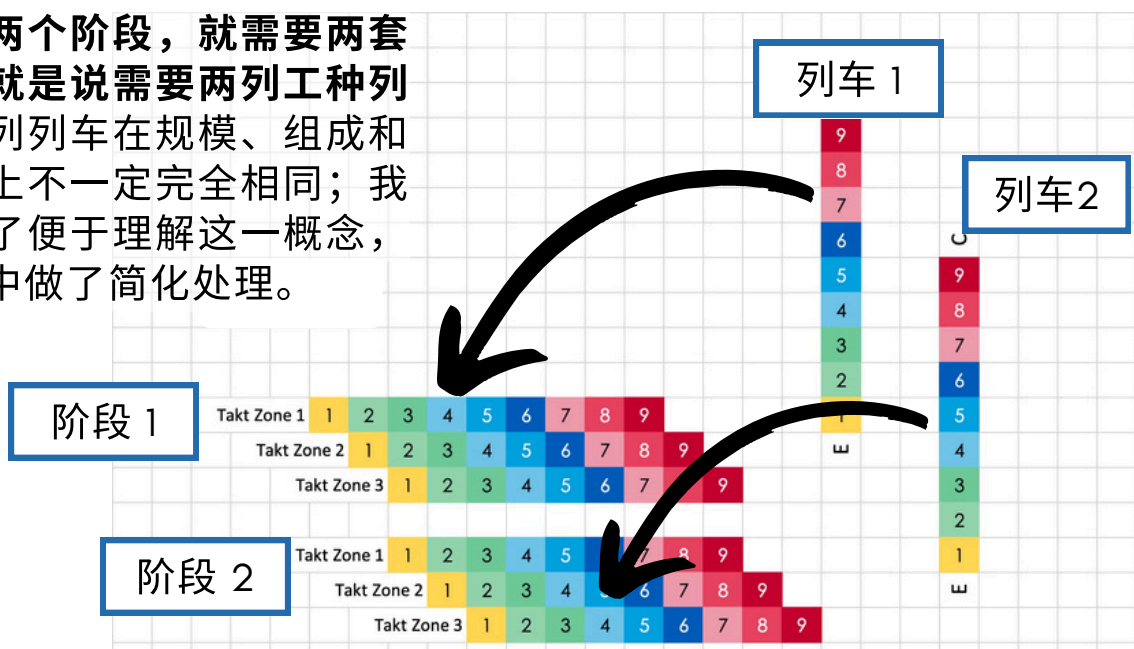 两个阶段，就需要两套
就是说需要两列工种列
列列车在规模、组成和
上不一定完全相同；我
了便于理解这一概念，
中做了简化处理。
列车 1
9
8
7
6
5
4
3
2
E
列车2
C
9
8
7
6
5
4
3
2
1
E
阶段 1
Takt Zone 1 1 2 3 4 5 6 7 8 9
Takt Zone 2 1 2 3 4 5 6 7 8 9
Takt Zone 3 1 2 3 4 5 6 7 9
阶段 2
Takt Zone 1 1 2 3 4 5 7 8 9
Takt Zone 2 1 2 3 4 6 7 8 9
Takt Zone 3 1 2 3 4 5 6 7 8 9